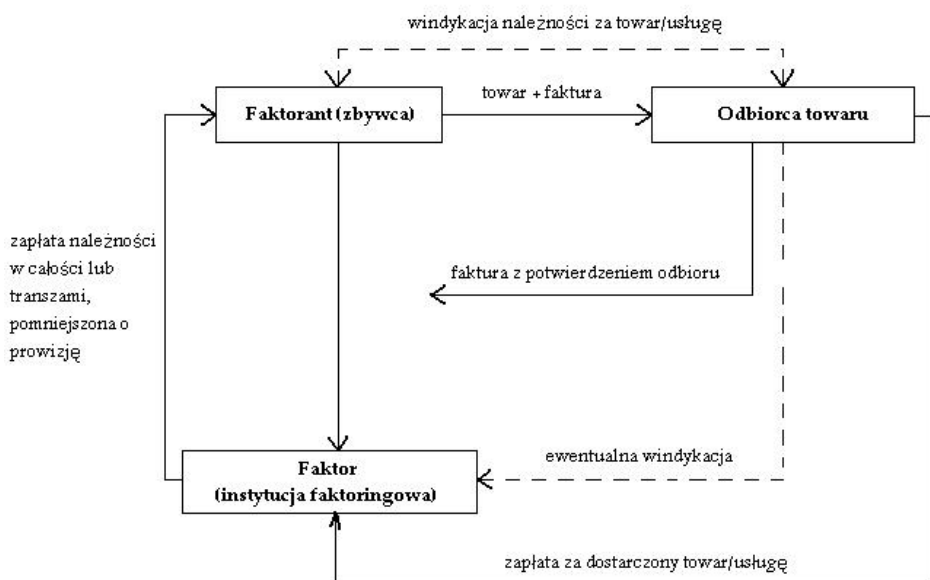 windykacja należności za towar/usługę
towar + faktura
Faktorant (zbywca)
Odbiorca towaru
zapłata należności
w całości lub
transzami,
pomniejszona o
prowizję
faktura z potwierdzeniem odbioru
ewentualna windykacja
Faktor
(instytucja faktoringowa)
zapłata za dostarczony towar/usługę